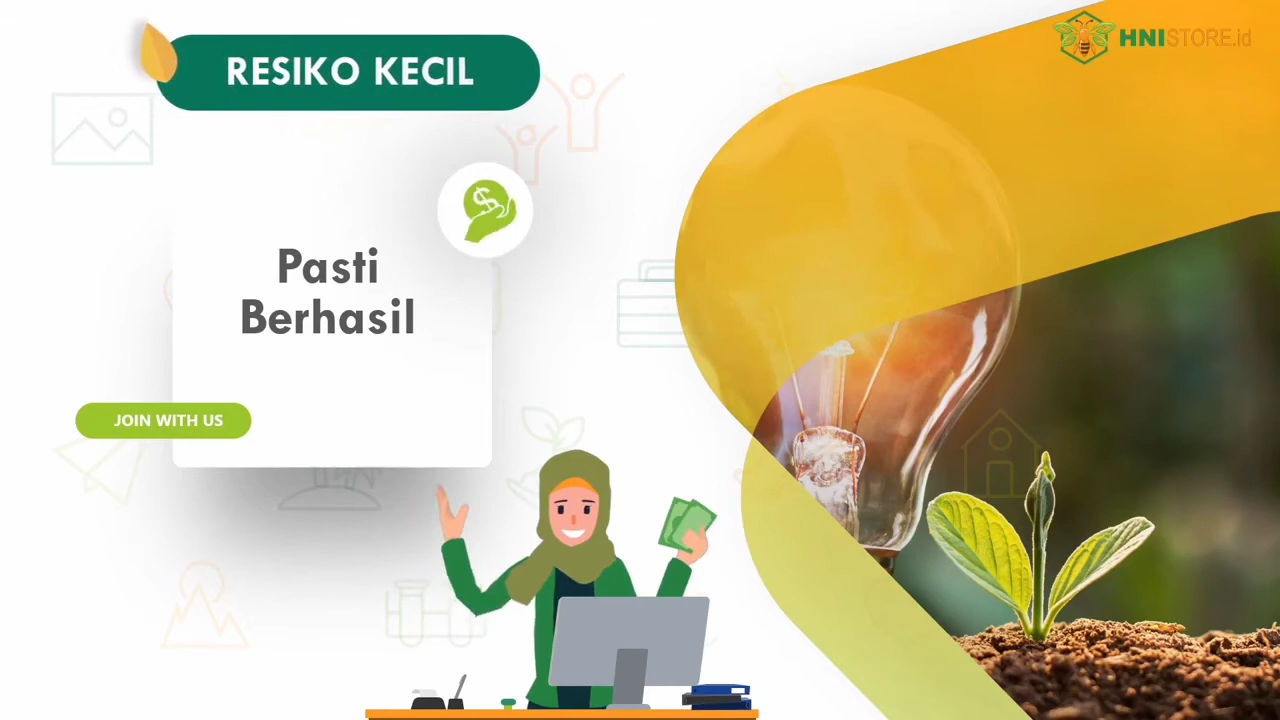 HNISTORE.id
RESIKO KECIL
Pasti
Berhasil
JOIN WITH US